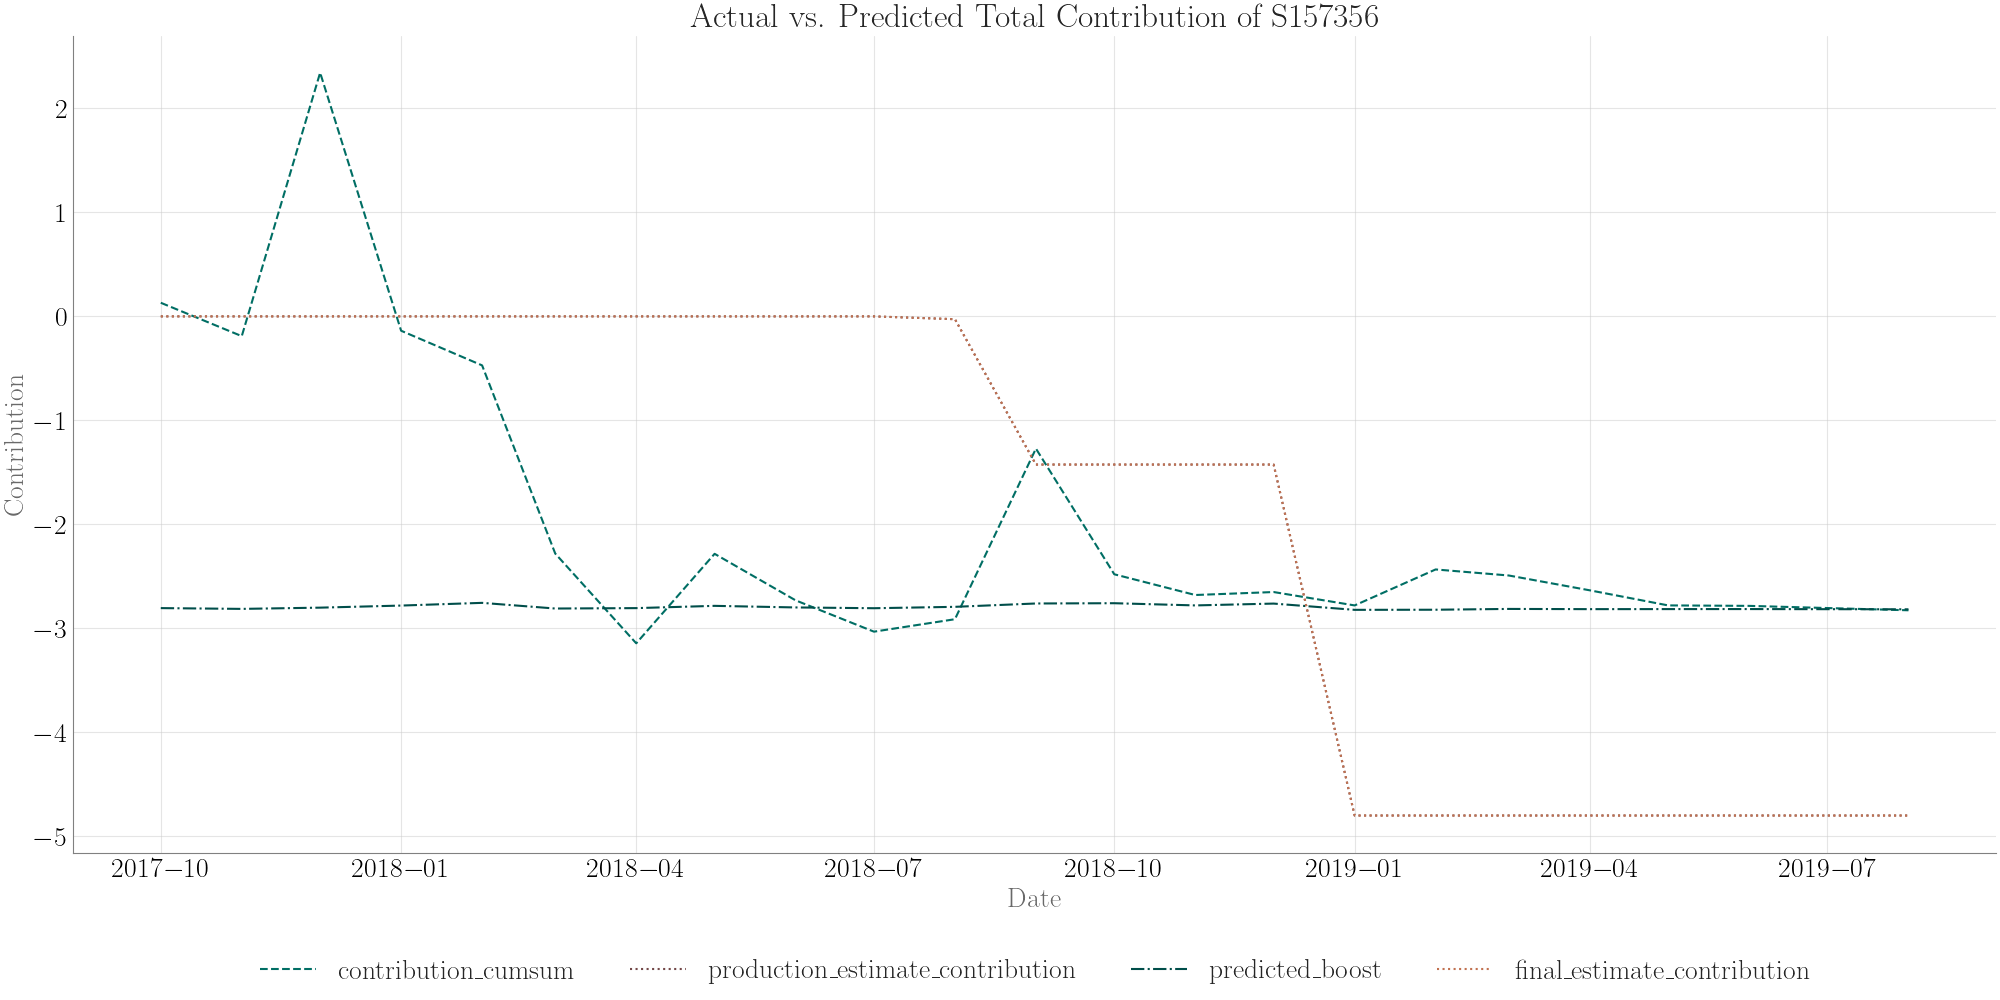 Actual vs. Predicted Total Contribution of S157356
Contribution
2
1
0
−1
−2
−3
−4
−5
2017−10 2018−01 2018−04 2018−07 2018−10 2019−01 2019−04 2019−07
Date
contribution_cumsum production_estimate_contribution predicted_boost final_estimate_contribution